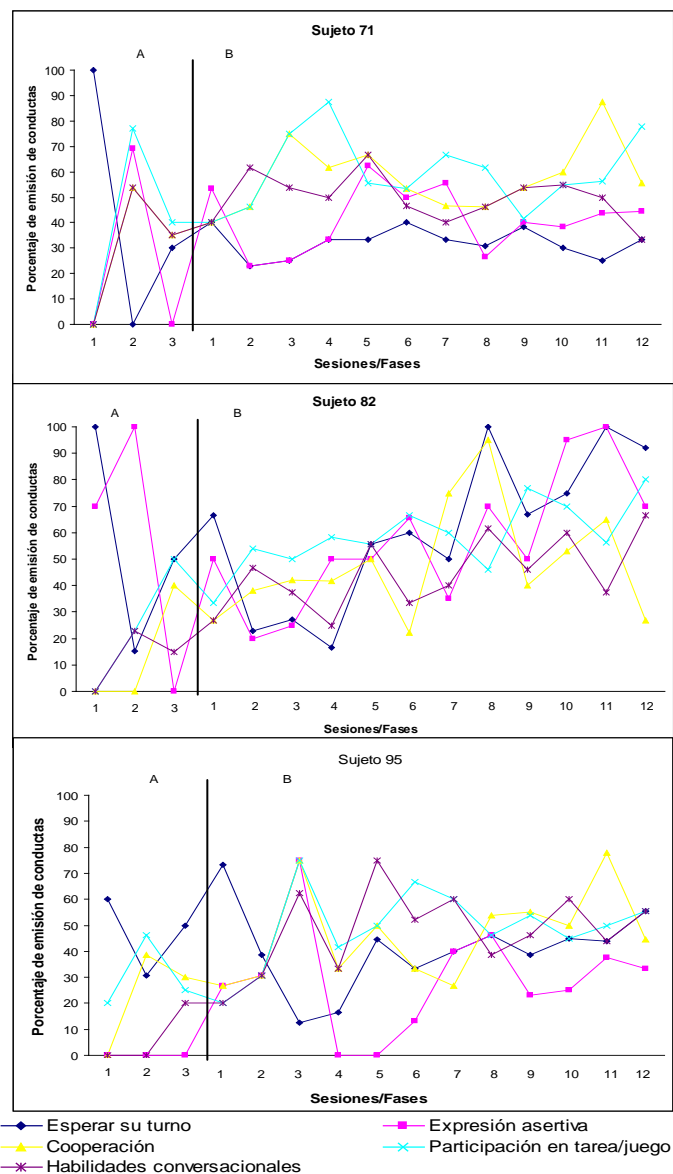 Sujeto 71
A B
Porcentaje de emisión de conductas
100
90
80
70
60
50
40
30
20
10
0
1 2 3 1 2 3 4 5 6 7 8 9 10 11 12
Sesiones/Fases
Sujeto 82
A B
Porcentaje de emisión de conductas
100
90
80
70
60
50
40
30
20
10
0
1 2 3 1 2 3 4 5 6 7 8 9 10 11 12
Sesiones/Fases
Sujeto 95
A B
Porcentaje de emisión de conductas
100
90
80
70
60
50
40
30
20
10
0
1 2 3 1 2 3 4 5 6 7 8 9 10 11 12
Sesiones/Fases
Esperar su turno Expresión asertiva
Cooperación Participación en tarea/juego
Habilidades conversacionales